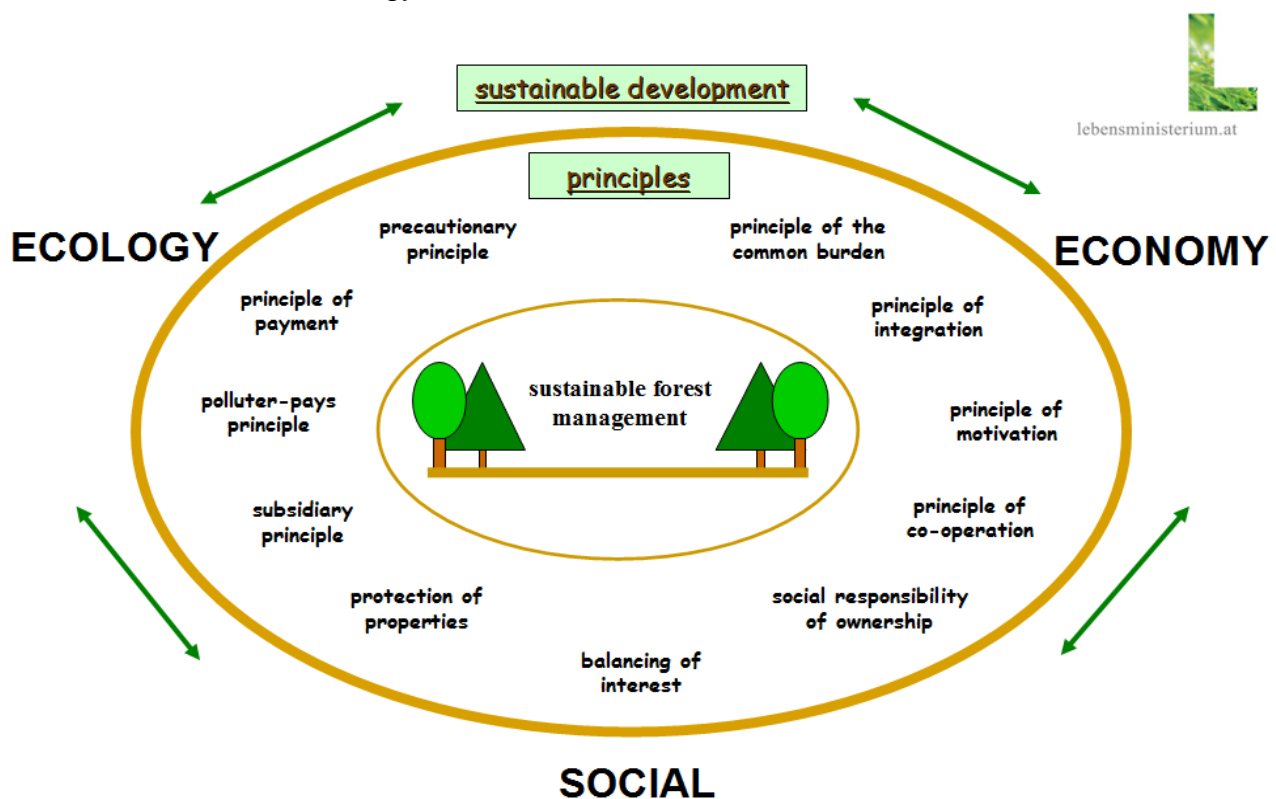 sustainable development
lebensministerium.at
principles
precautionary
principle
principle of the
common burden
ECOLOGY
ECONOMY
principle of
payment
principle of
integration
sustainable forest
management
polluter-pays
principle
principle of
motivation
subsidiary
principle
principle of
co-operation
protection of
properties
social responsibility
of ownership
balancing of
interest
SOCIAL